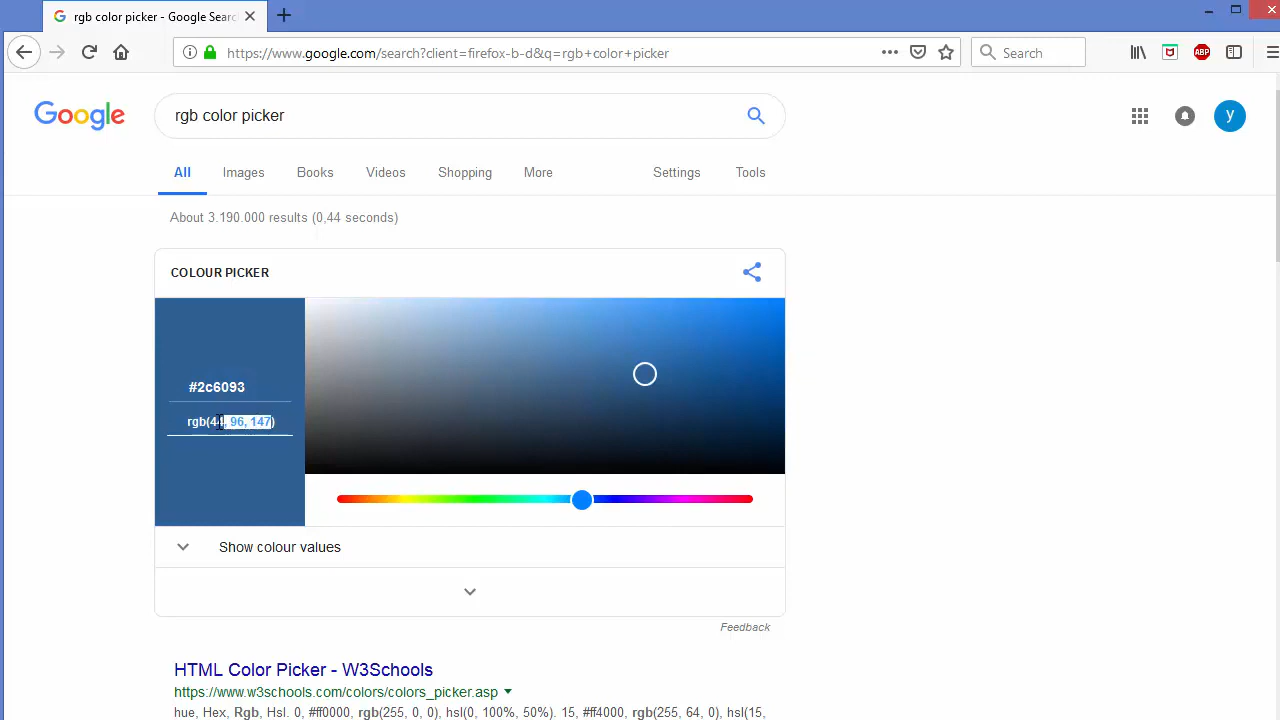 rgb color picker - Google Searc
https://www.google.com/search?client=firefox-b-d&q=rgb+color+picker
Search
ABP
Google
rgb color picker
y
All Images Books Videos Shopping More Settings Tools
About 3.190.000 results (0,44 seconds)
COLOUR PICKER
#2c6093
rgb(44, 96, 147)
Show colour values
Feedback
HTML Color Picker - W3Schools
https://www.w3schools.com/colors/colors_picker.asp
hue, Hex, Rgb, Hsl. 0, #ff0000, rgb(255, 0, 0), hsl(0, 100%, 50%). 15, #ff4000, rgb(255, 64, 0), hsl(15,